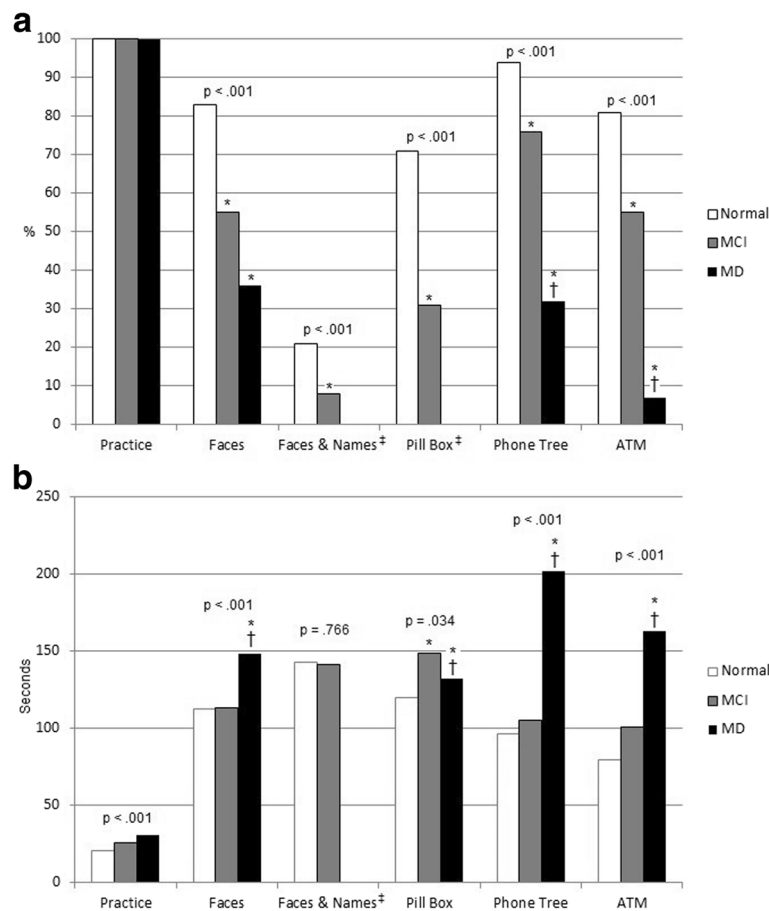 a
100
90
80
70
60
50
40
30
20
10
0
%
p < .001
*
*
p < .001
*
p < .001
*
p < .001
*
*
†
p < .001
*
*
†
Normal
MCI
MD
Practice
Faces
Faces & Names‡
Pill Box‡
Phone Tree
ATM
b
250
200
150
100
50
0
Seconds
p < .001
p < .001
*
†
p = .766
p = .034
*
*
†
p < .001
*
†
p < .001
*
†
Normal
MCI
MD
Practice
Faces
Faces & Names‡
Pill Box
Phone Tree
ATM